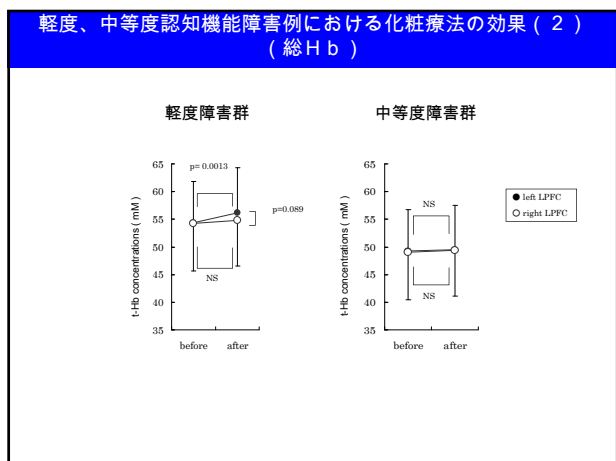 軽度、中等度認知機能障害例における化粧療法の効果(2)
(総Hb)
軽度障害群
65
60
55
50
45
40
35
t-Hb concentrations (mM)
p= 0.0013
p=0.089
NS
before after
中等度障害群
65
60
55
50
45
40
35
t-Hb concentrations (mM)
NS
NS
before after
left LPFC
right LPFC